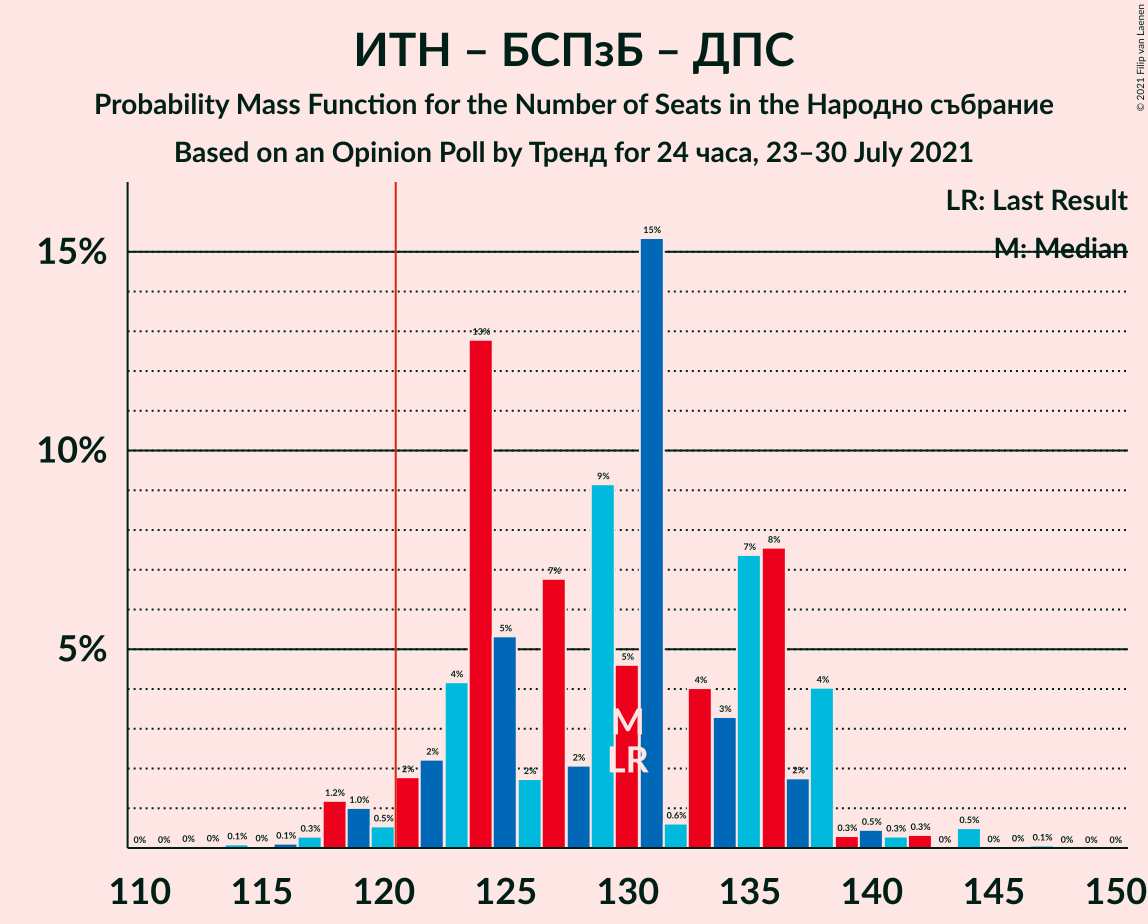 ИТН – БСПзБ – ДПС
Probability Mass Function for the Number of Seats in the Народно събрание
Based on an Opinion Poll by Тренд for 24 часа, 23–30 July 2021
© 2021 Filip van Laenen
LR: Last Result
M: Median
15%
10%
5%
0% 0% 0% 0% 0.1% 0% 0.1% 0.3% 1.2% 1.0% 0.5% 2% 2% 4% 13% 5% 2% 7% 2% 9% 5% 15% 0.6% 4% 3% 7% 8% 2% 4% 0.3% 0.5% 0.3% 0.3% 0% 0.5% 0% 0% 0.1% 0% 0% 0%
M
LR
110 115 120 125 130 135 140 145 150